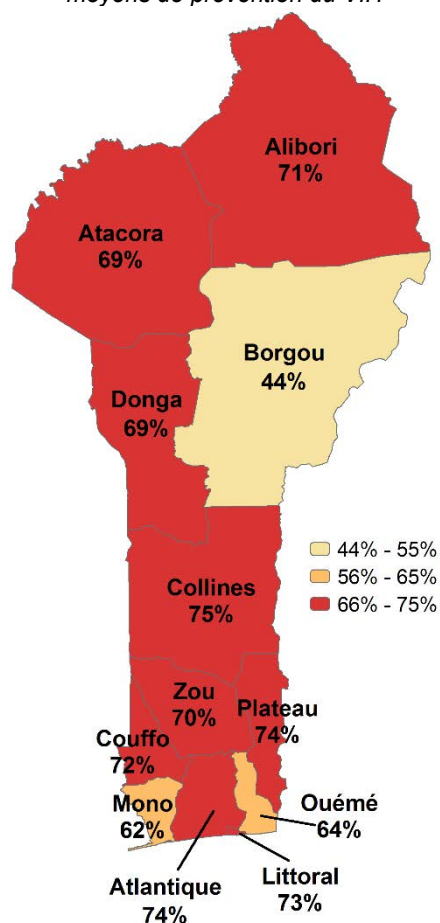 moyens de prévention du VIH
Alibori
71%
Atacora
69%
Borgou
44%
Donga
69%
44% - 55%
56% - 65%
66% - 75%
Collines
75%
Zou
70%
Plateau
74%
Couffo
72%
Mono
62%
Ouémé
64%
Atlantique
74%
Littoral
73%